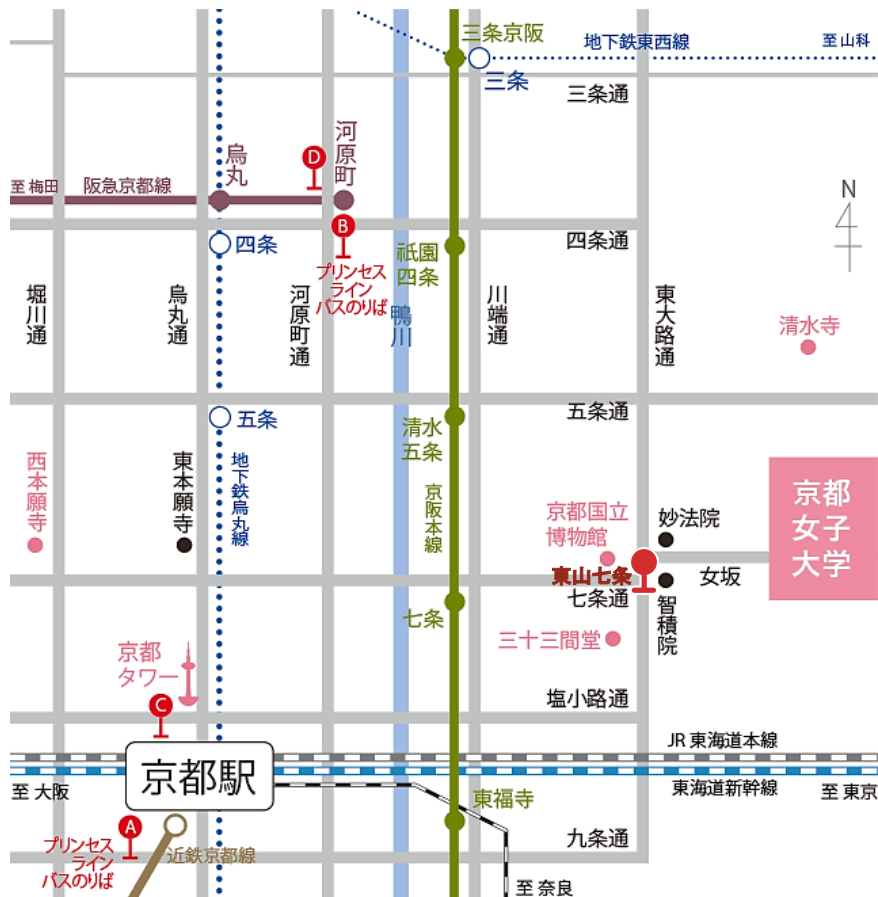 三条京阪
地下鉄東西線
至 山科
三条
三条通
河原町
D
烏丸
至 梅田
阪急京都線
N
B
四条
祇園
四条
四条通
プリンセス
ライン
バスのりば
堀川通
烏丸通
河原町通
鴨川
川端通
東大路通
清水寺
五条
清水
五条
五条通
西本願寺
東本願寺
地下鉄烏丸線
京阪本線
京都国立
博物館
妙法院
京都
女子
大学
東山七条
女坂
七条通
七条
智積院
三十三間堂
京都
タワー
C
塩小路通
JR 東海道本線
京都駅
東海道新幹線
至 大阪
至 東京
東福寺
A
プリンセス
ライン
バスのりば
近鉄京都線
九条通
至 奈良